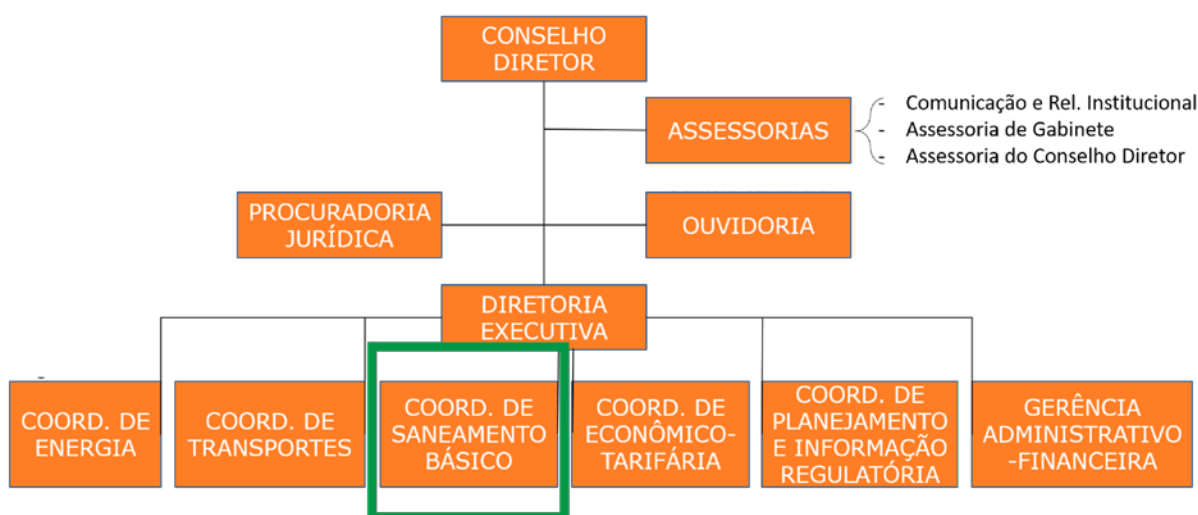 CONSELHO
DIRETOR
ASSESSORIAS
- Comunicação e Rel. Institucional
- Assessoria de Gabinete
- Assessoria do Conselho Diretor
PROCURADORIA
JURÍDICA
OUVIDORIA
DIRETORIA
EXECUTIVA
COORD. DE
ENERGIA
COORD. DE
TRANSPORTES
COORD. DE
SANEAMENTO
BÁSICO
COORD. DE
ECONÔMICO-
TARIFÁRIA
COORD. DE
PLANEJAMENTO
E INFORMAÇÃO
REGULATÓRIA
GERÊNCIA
ADMINISTRATIVO
-FINANCEIRA